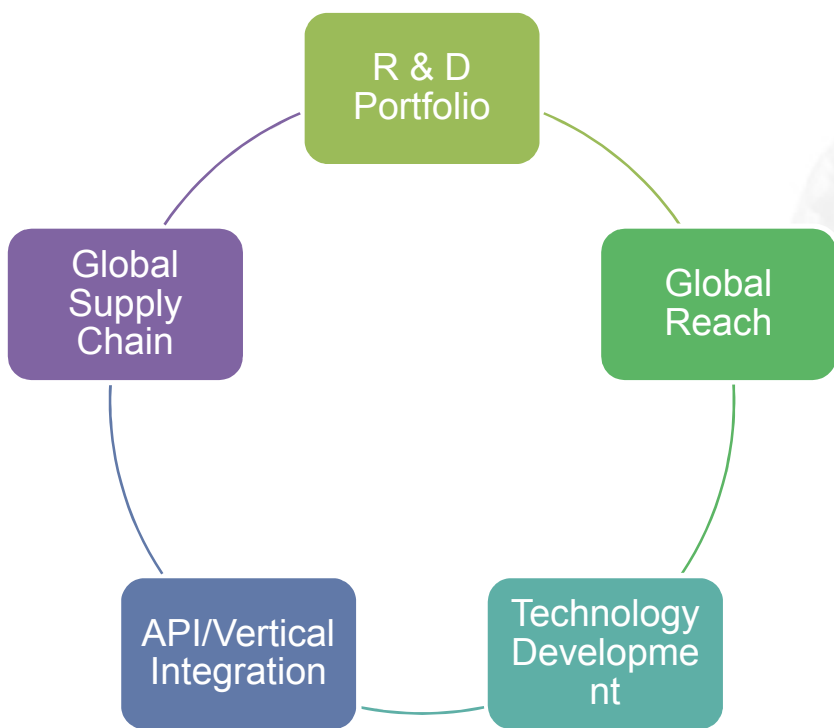 R & D
Portfolio
Global
Reach
Technology
Developme
nt
API/Vertical
Integration
Global
Supply
Chain